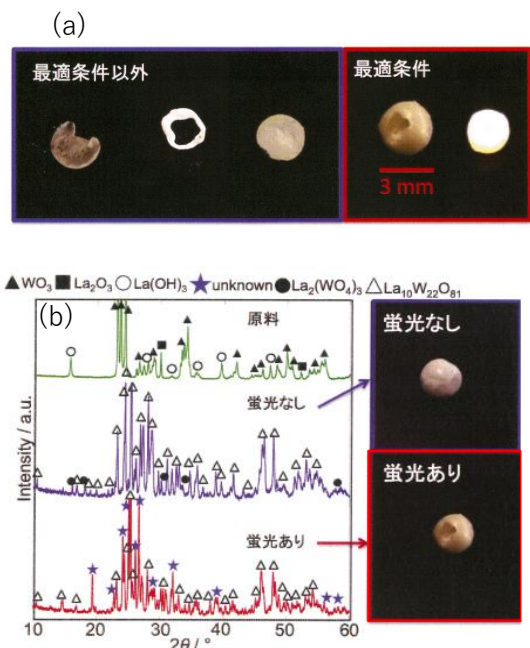 (a)
最適条件以外
最適条件
3 mm
▲WO₃ ■La₂O₃ ○La(OH)₃ ★unknown ●La₂(WO₄)₃ △La₁₀W₂₂O₈₁
(b)
原料
蛍光なし
蛍光なし
蛍光あり
蛍光あり
Intensity / a.u.
10 20 30 40 50 60
2θ / °